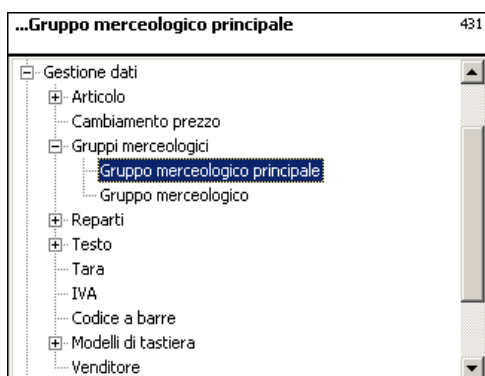 ...Gruppo merceologico principale 431
Gestione dati
Articolo
Cambiamento prezzo
Gruppi merceologici
Gruppo merceologico principale
Gruppo merceologico
Reparti
Testo
Tara
IVA
Codice a barre
Modelli di tastiera
Venditore